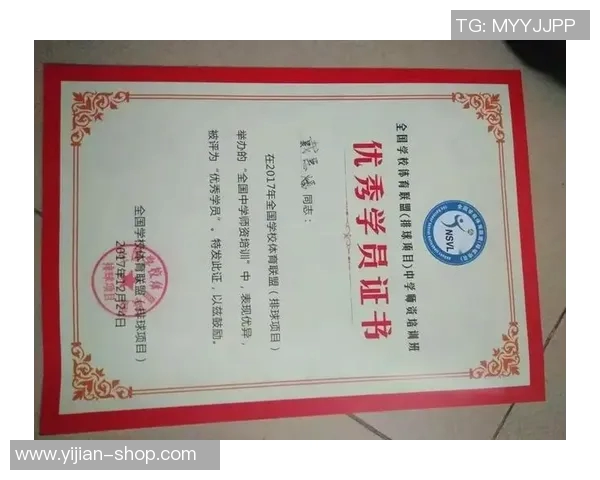 TG: MYYJJPP
NSVL
全国学校体育联盟(排球项目)中学师资培训班
优秀学员证书
同志:
在2017年全国学校体育联盟(排球项目)
举办的“全国中学师资培训”中,表现优异,
被评为“优秀学员”。特发此证,以兹鼓励。
全国学校体育联盟(排球项目)
2017年12月24日
排球项目
www.yijian-shop.com